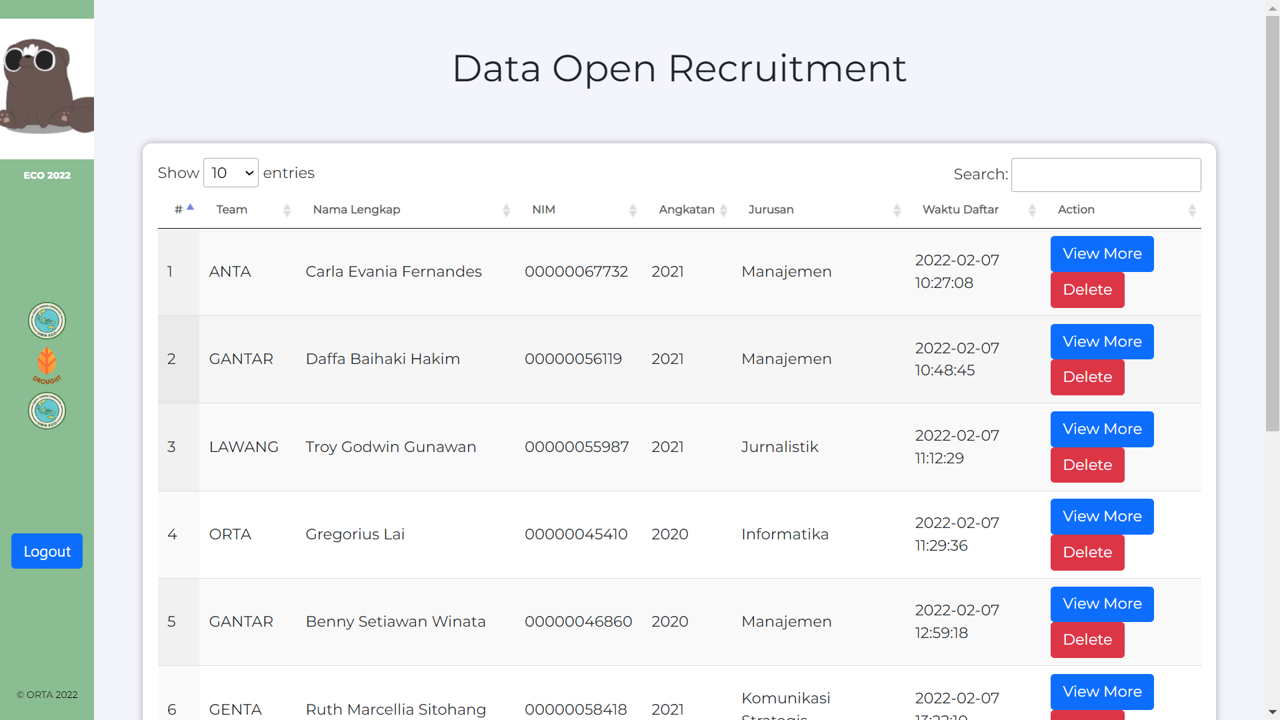 Data Open Recruitment
ECO 2022
DROUGHT
Logout
© ORTA 2022
Show 10 entries
Search:
# Team Nama Lengkap NIM Angkatan Jurusan Waktu Daftar Action
1 ANTA Carla Evania Fernandes 00000067732 2021 Manajemen 2022-02-07 10:27:08 View More Delete
2 GANTAR Daffa Baihaki Hakim 00000056119 2021 Manajemen 2022-02-07 10:48:45 View More Delete
3 LAWANG Troy Godwin Gunawan 00000055987 2021 Jurnalistik 2022-02-07 11:12:29 View More Delete
4 ORTA Gregorius Lai 00000045410 2020 Informatika 2022-02-07 11:29:36 View More Delete
5 GANTAR Benny Setiawan Winata 00000046860 2020 Manajemen 2022-02-07 12:59:18 View More Delete
6 GENTA Ruth Marcellia Sitohang 00000058418 2021 Komunikasi 2022-02-07 View More